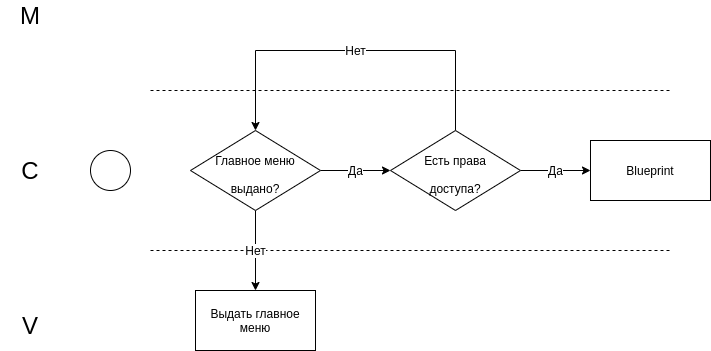 M
Нет
C
Главное меню
выдано?
Да
Есть права
доступа?
Да
Blueprint
Нет
V
Выдать главное
меню